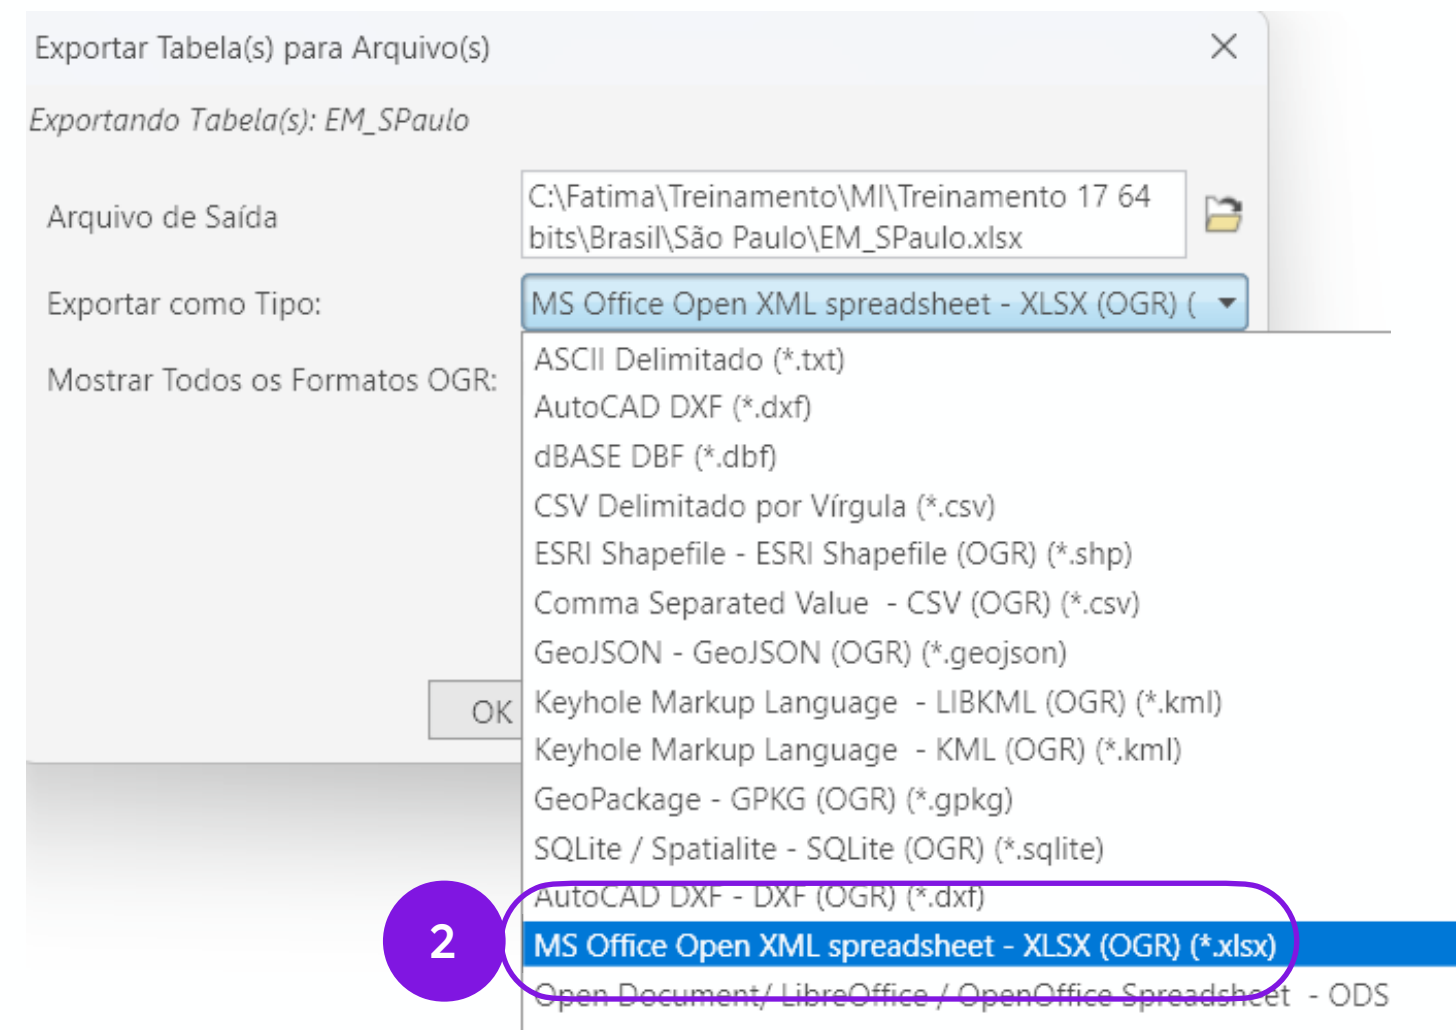 Exportar Tabela(s) para Arquivo(s)
Exportando Tabela(s): EM_SPaulo
Arquivo de Saída
C:\Fatima\Treinamento\MI\Treinamento 17 64
bits\Brasil\São Paulo\EM_SPaulo.xlsx
Exportar como Tipo:
MS Office Open XML spreadsheet - XLSX (OGR) (
Mostrar Todos os Formatos OGR:
ASCII Delimitado (*.txt)
AutoCAD DXF (*.dxf)
dBASE DBF (*.dbf)
CSV Delimitado por Vírgula (*.csv)
ESRI Shapefile - ESRI Shapefile (OGR) (*.shp)
Comma Separated Value  - CSV (OGR) (*.csv)
GeoJSON - GeoJSON (OGR) (*.geojson)
Keyhole Markup Language  - LIBKML (OGR) (*.kml)
Keyhole Markup Language  - KML (OGR) (*.kml)
GeoPackage - GPKG (OGR) (*.gpkg)
SQLite / Spatialite - SQLite (OGR) (*.sqlite)
AutoCAD DXF - DXF (OGR) (*.dxf)
MS Office Open XML spreadsheet - XLSX (OGR) (*.xlsx)
Open Document/ LibreOffice / OpenOffice Spreadsheet  - ODS
OK
2